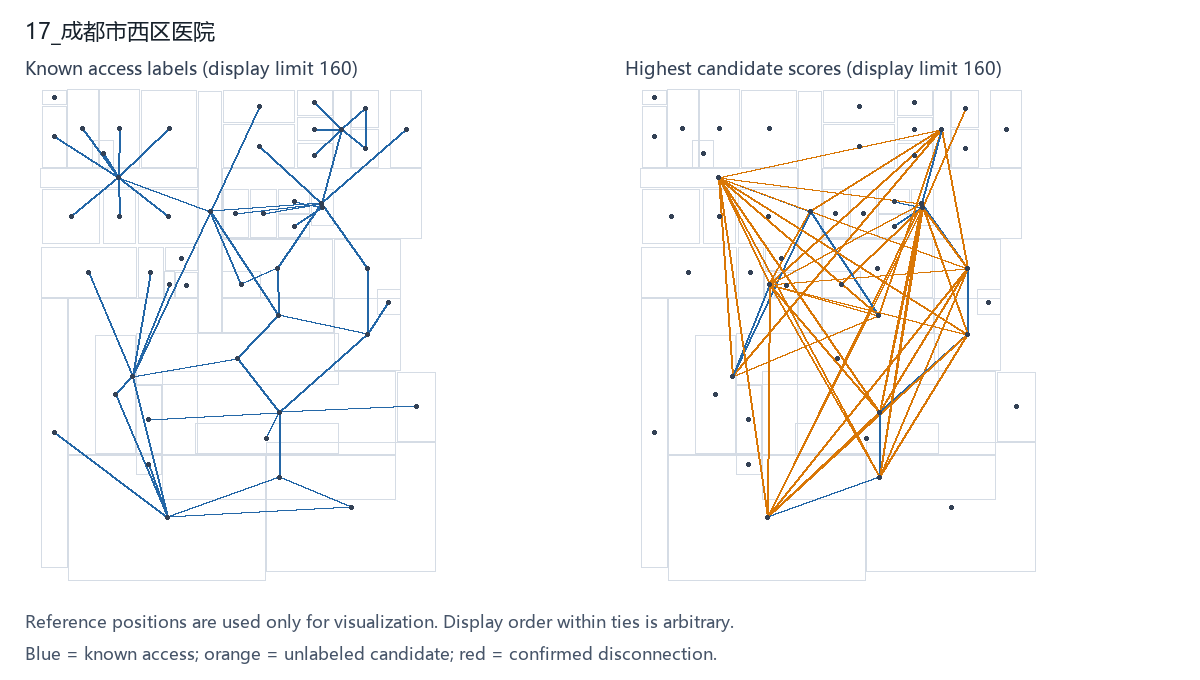 17_成都市西区医院
Known access labels (display limit 160)
Highest candidate scores (display limit 160)
Reference positions are used only for visualization. Display order within ties is arbitrary.
Blue = known access; orange = unlabeled candidate; red = confirmed disconnection.